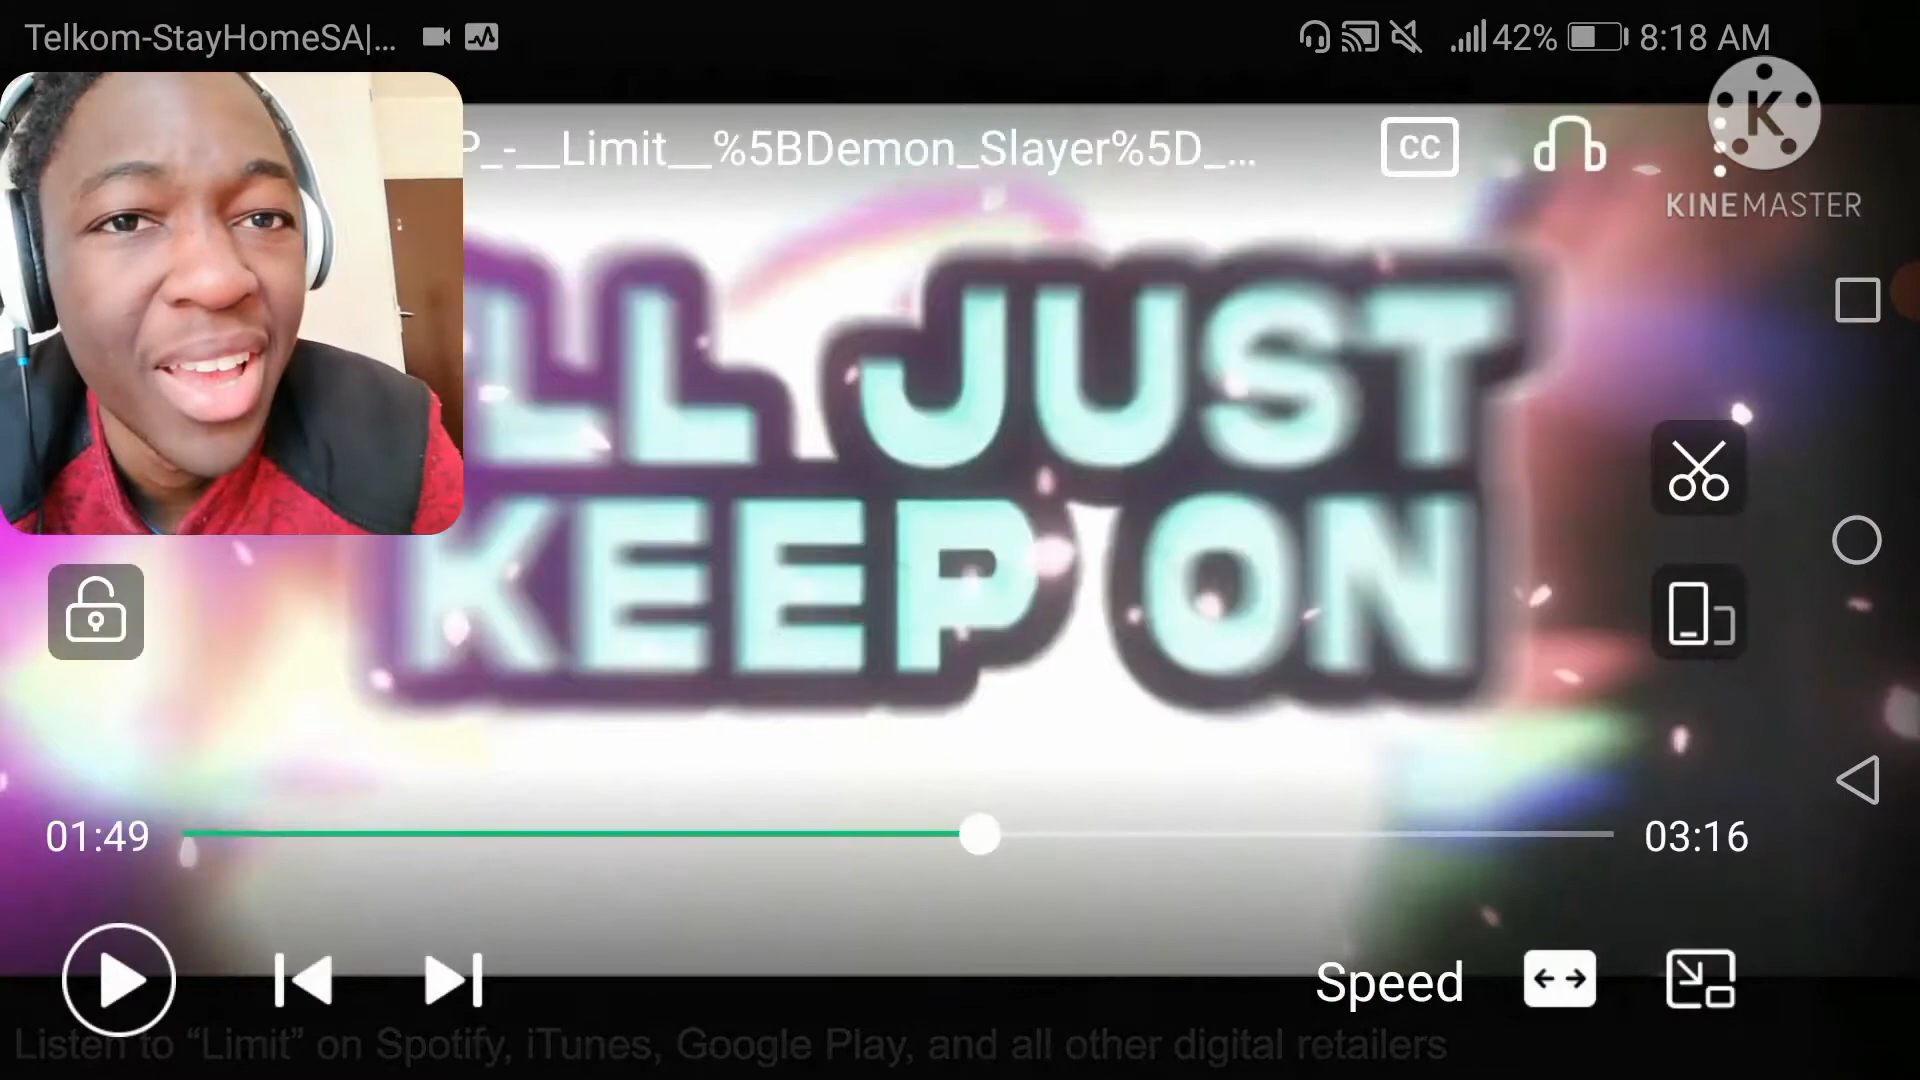 Telkom-StayHomeSA|... 42% 8:18 AM
P_-__Limit__%5BDemon_Slayer%5D_... CC
K
KINEMASTER
LL JUST
KEEP ON
01:49 03:16
Speed
Listen to “Limit” on Spotify, iTunes, Google Play, and all other digital retailers